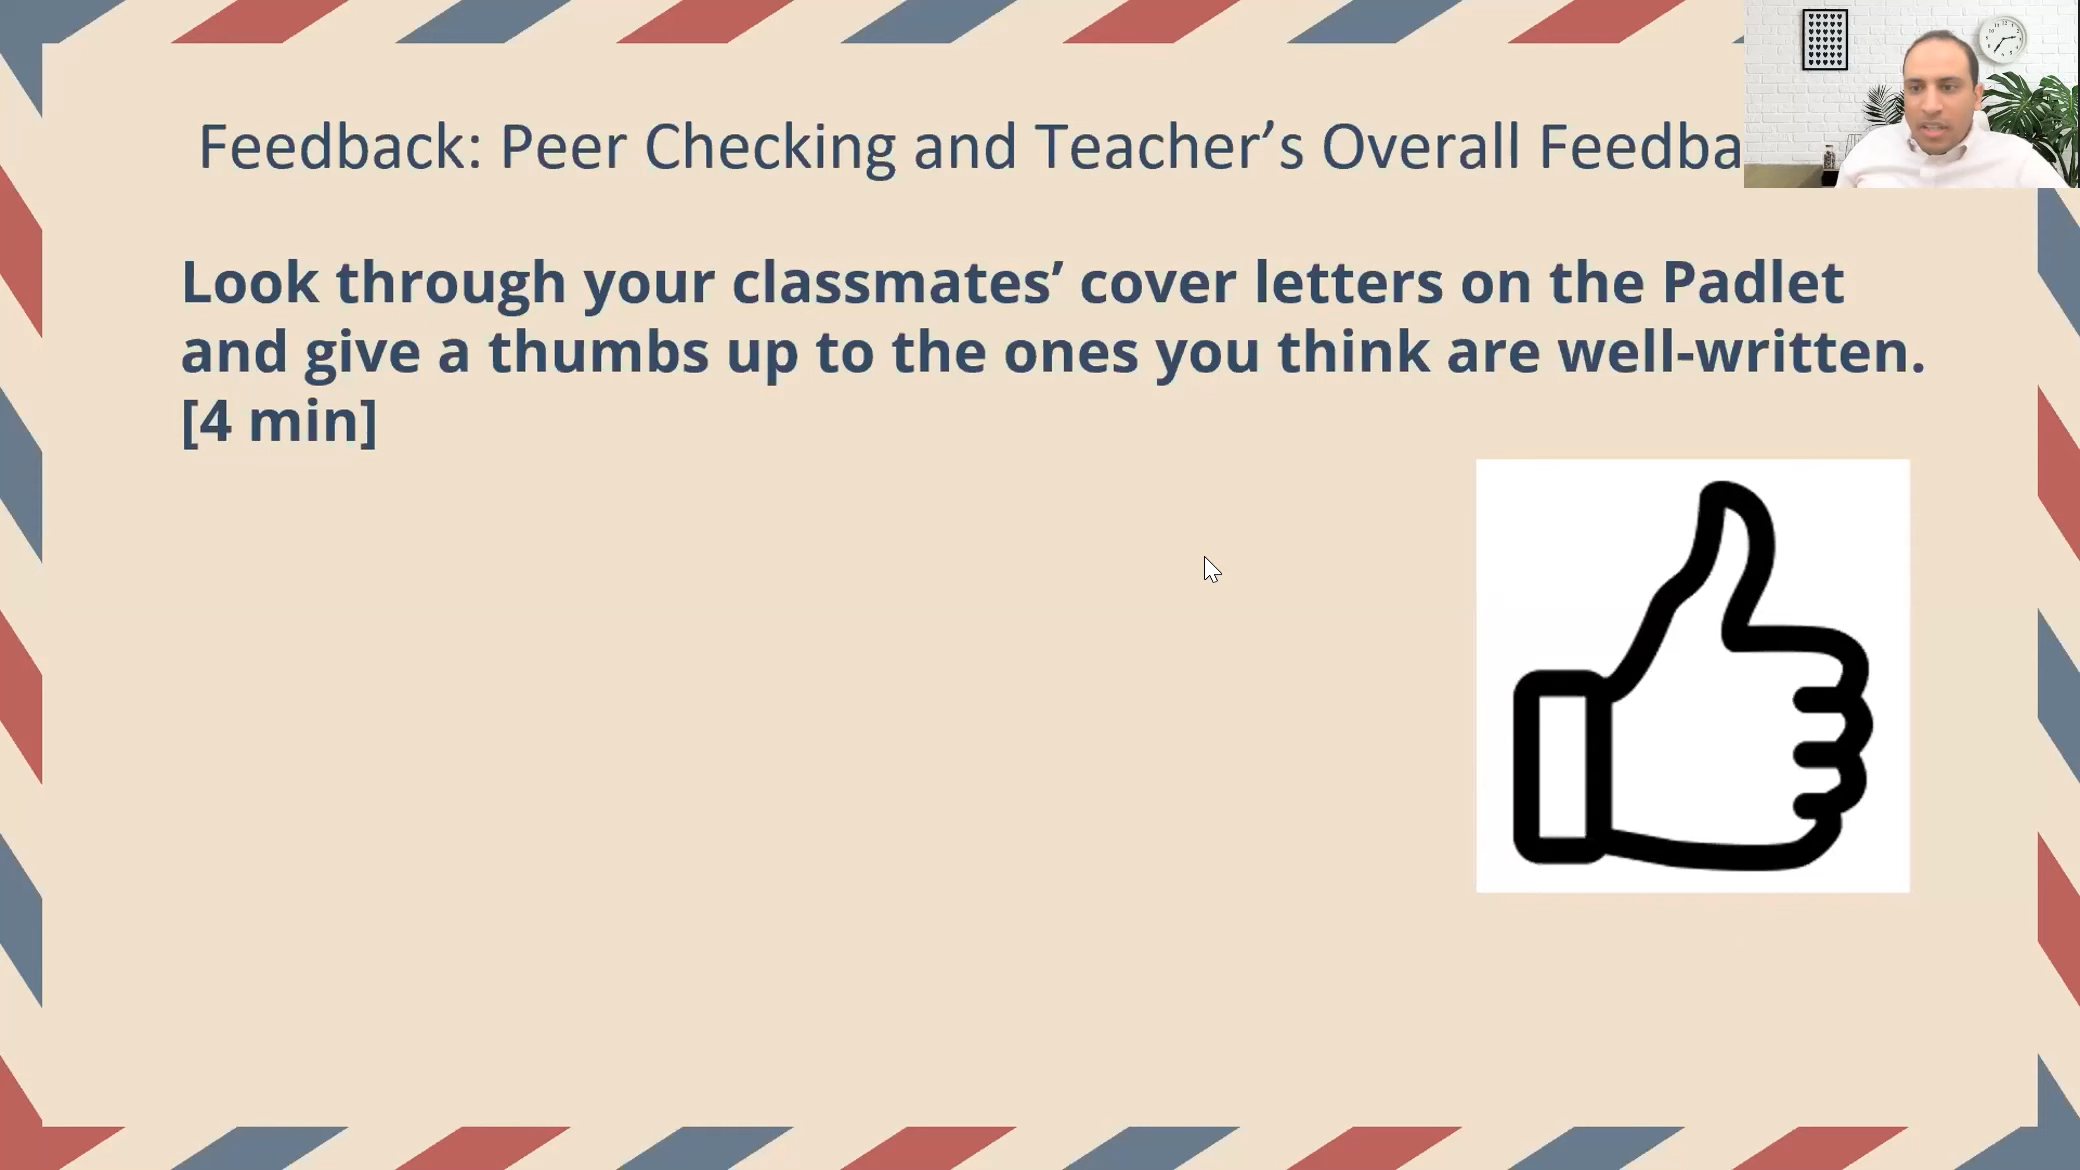 Feedback: Peer Checking and Teacher’s Overall Feedba
Look through your classmates’ cover letters on the Padlet
and give a thumbs up to the ones you think are well-written.
[4 min]